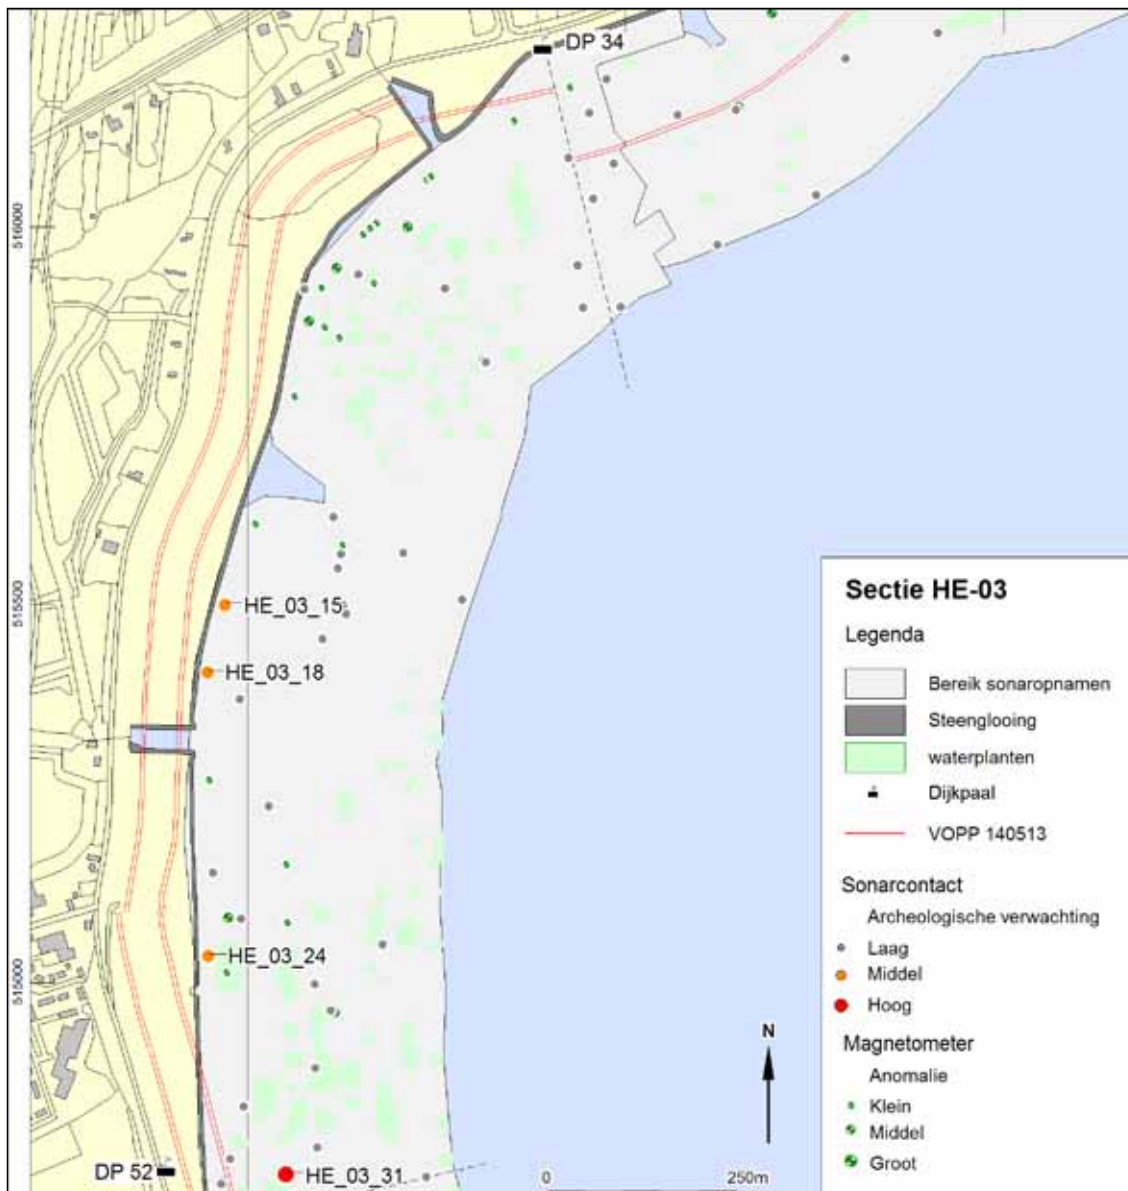 DP 34
516000
515500
HE_03_15
HE_03_18
HE_03_24
515000
DP 52
HE_03_31
Sectie HE-03
Legenda
Bereik sonaropnamen
Steenglooing
waterplanten
Dijkpaal
VOPP 140513
Sonarcontact
Archeologische verwachting
Laag
Middel
Hoog
Magnetometer
Anomalie
Klein
Middel
Groot
N
0 250m